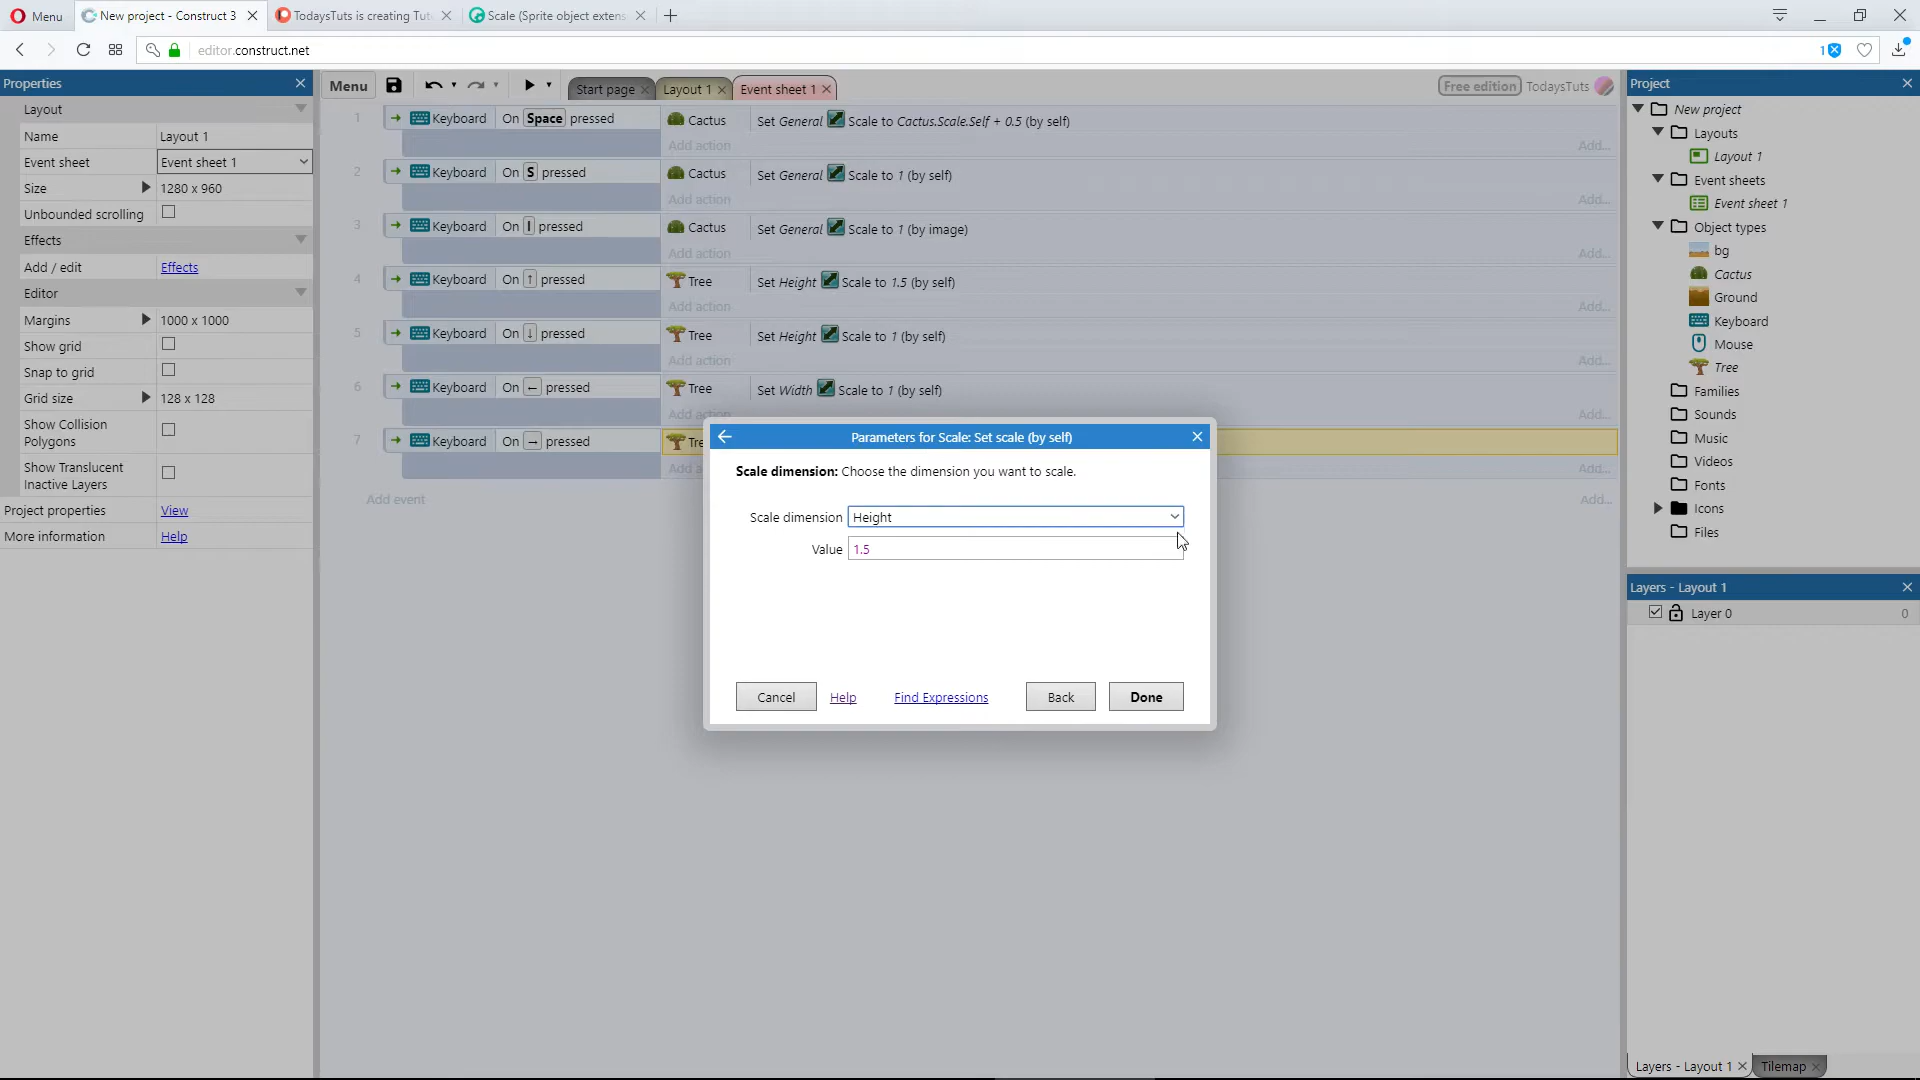 Menu
New project - Construct 3
TodaysTuts is creating Tut
Scale (Sprite object extens
editor.construct.net
1
Properties
Layout
Name Layout 1
Event sheet Event sheet 1
Size 1280 x 960
Unbounded scrolling
Effects
Add / edit Effects
Editor
Margins 1000 x 1000
Show grid
Snap to grid
Grid size 128 x 128
Show Collision
Polygons
Show Translucent
Inactive Layers
Project properties View
More information Help
Menu
Start page
Layout 1
Event sheet 1
Free edition TodaysTuts
1 Keyboard On Space pressed Cactus Set General Scale to Cactus.Scale.Self + 0.5 (by self)
Add action Add...
2 Keyboard On S pressed Cactus Set General Scale to 1 (by self)
Add action Add...
3 Keyboard On I pressed Cactus Set General Scale to 1 (by image)
Add action Add...
4 Keyboard On ↑ pressed Tree Set Height Scale to 1.5 (by self)
Add action Add...
5 Keyboard On ↓ pressed Tree Set Height Scale to 1 (by self)
Add action Add...
6 Keyboard On ← pressed Tree Set Width Scale to 1 (by self)
Add action Add...
7 Keyboard On → pressed Tre
Add a Add...
Add event Add...
Parameters for Scale: Set scale (by self)
Scale dimension: Choose the dimension you want to scale.
Scale dimension Height
Value 1.5
Cancel Help Find Expressions Back Done
Project
New project
Layouts
Layout 1
Event sheets
Event sheet 1
Object types
bg
Cactus
Ground
Keyboard
Mouse
Tree
Families
Sounds
Music
Videos
Fonts
Icons
Files
Layers - Layout 1
Layer 0 0
Layers - Layout 1
Tilemap